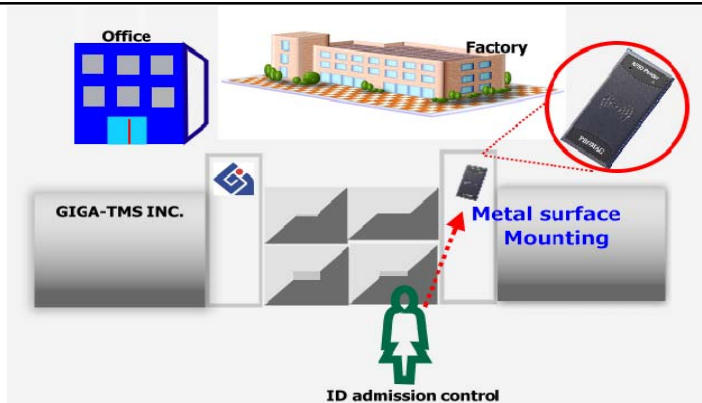 Office
Factory
GIGA-TMS INC.
Metal surface
Mounting
ID admission control